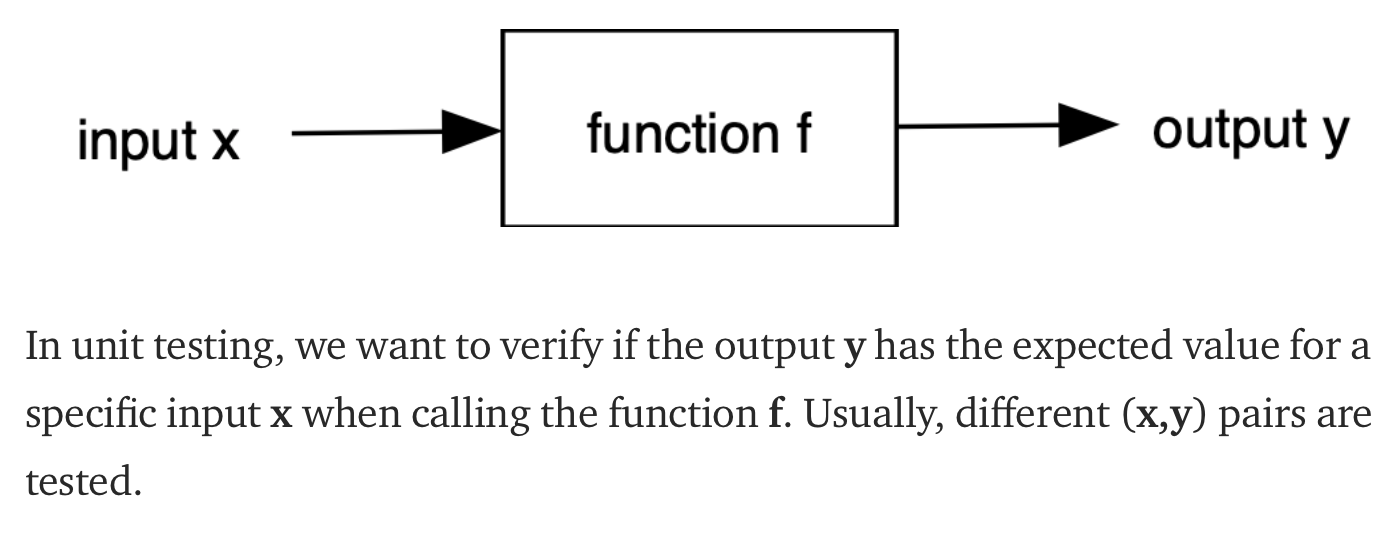 input x
function f
output y
In unit testing, we want to verify if the output y has the expected value for a
specific input x when calling the function f. Usually, different (x,y) pairs are
tested.